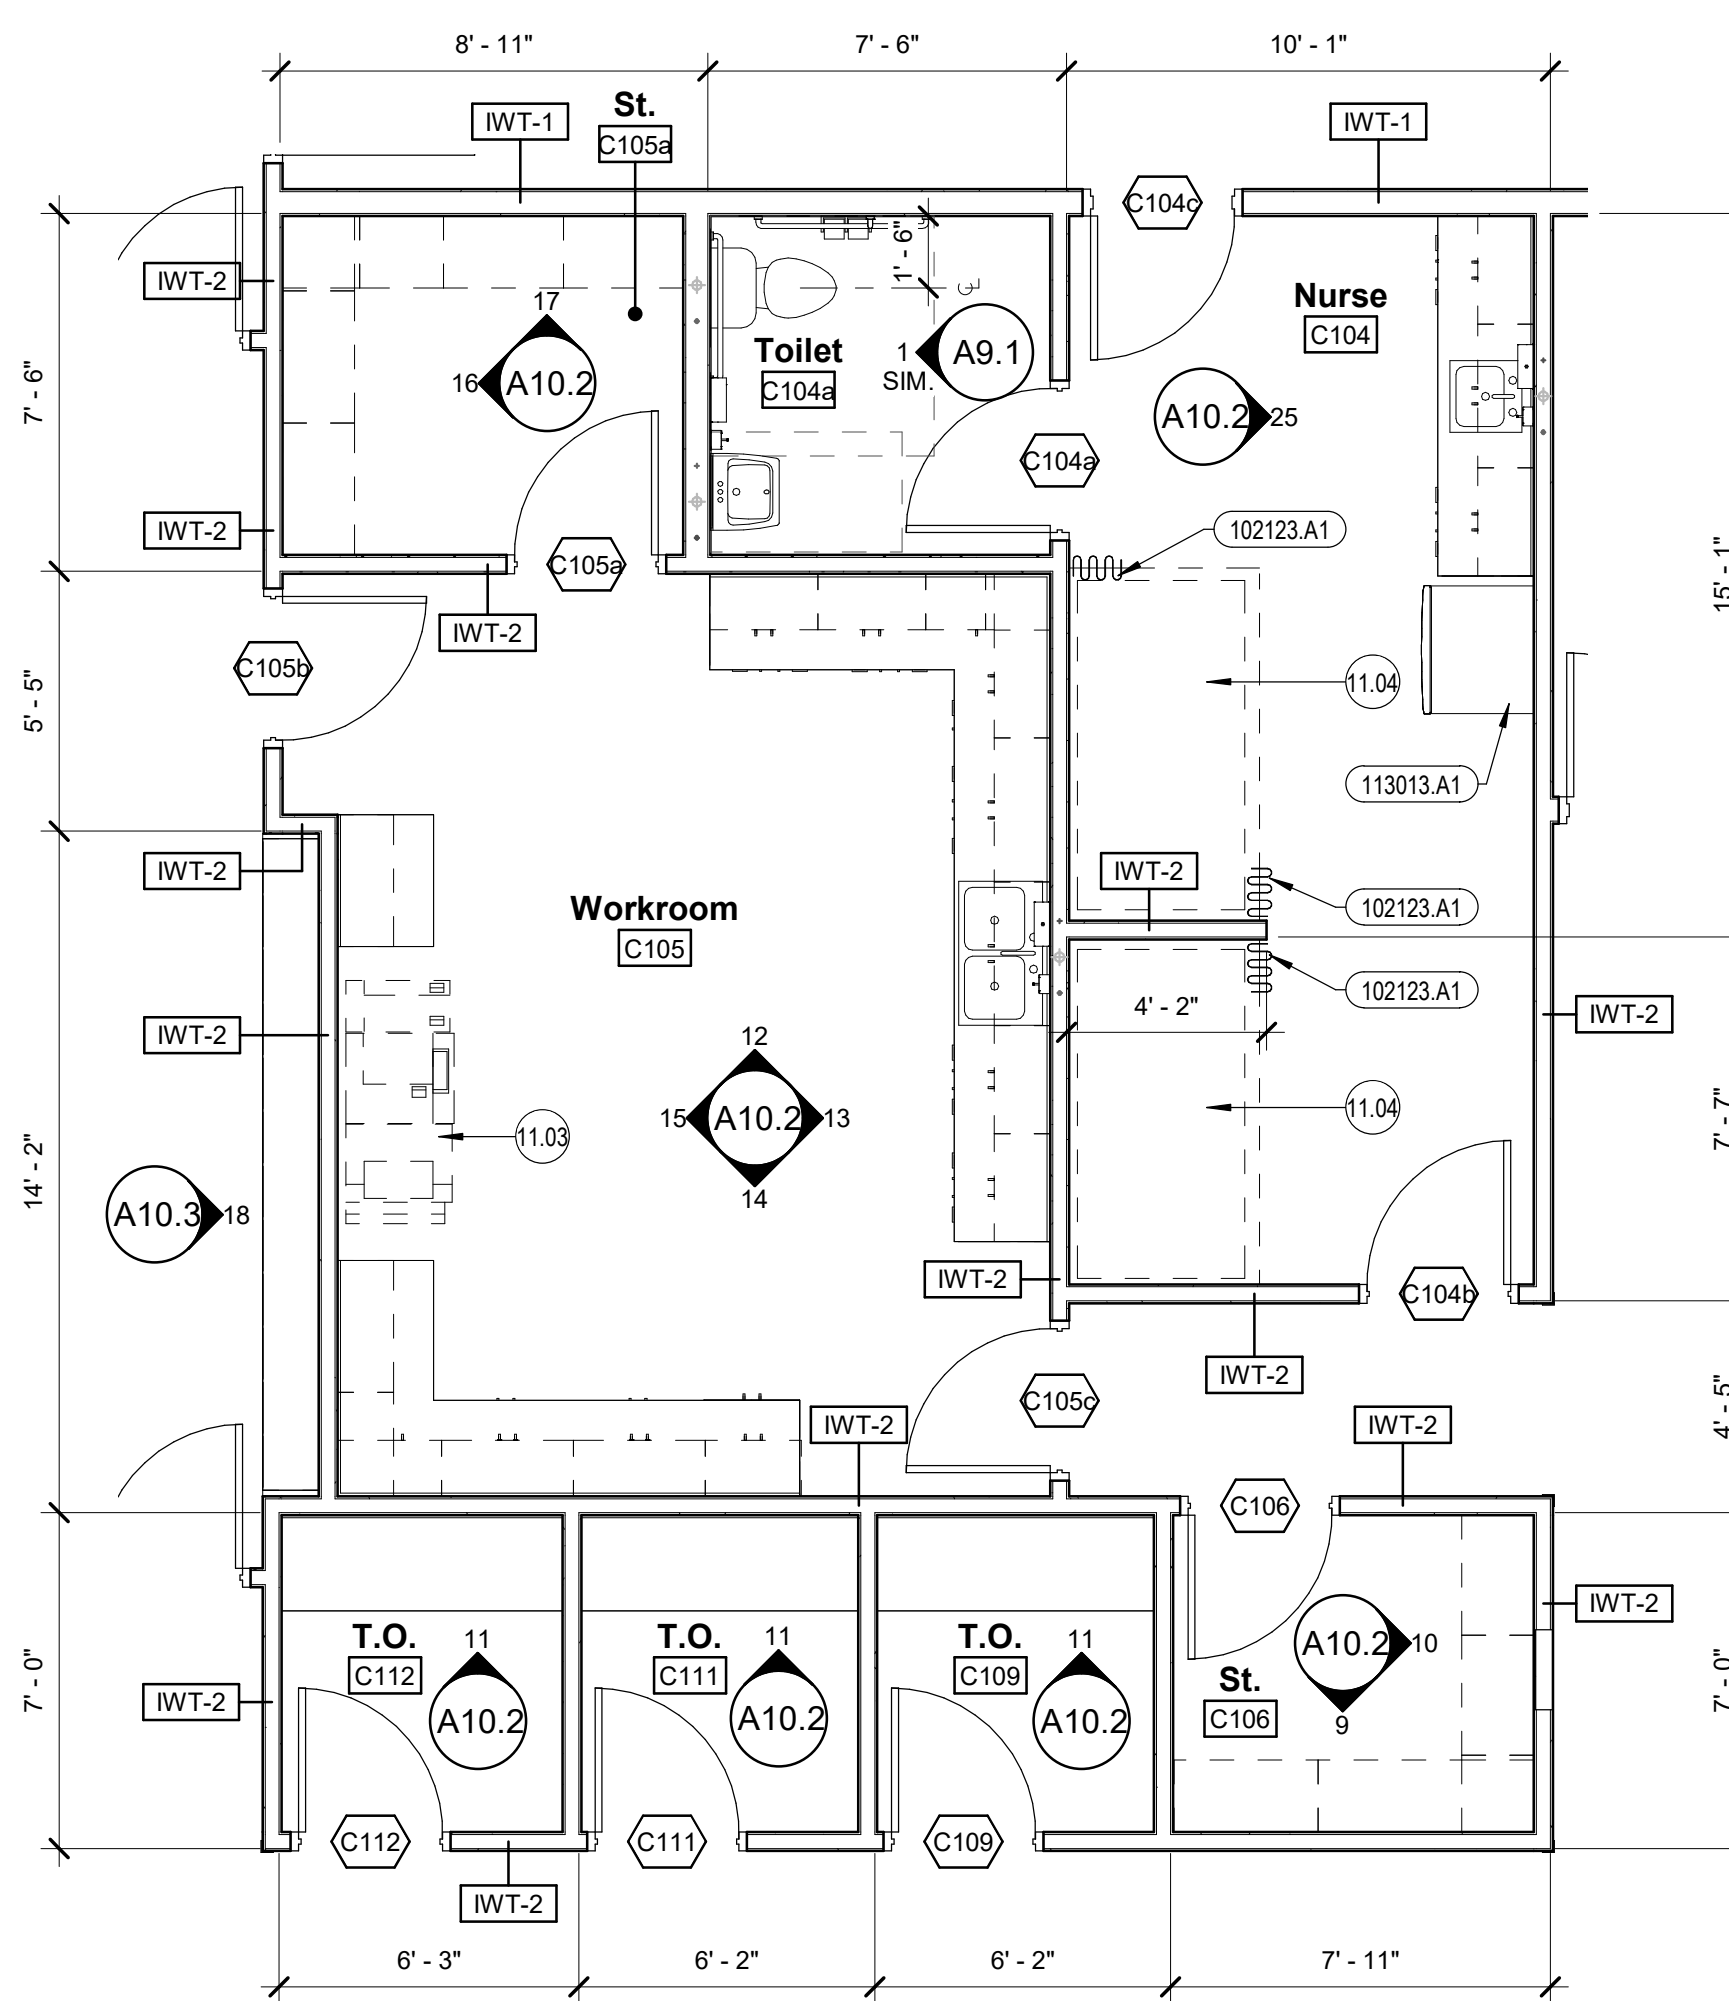 8' - 11"
7' - 6"
10' - 1"
St.
C105a
IWT-1
IWT-1
C104c
IWT-2
1' - 6"
Nurse
C104
17
16
A10.2
Toilet
C104a
1
SIM.
A9.1
7' - 6"
A10.2
25
C104a
IWT-2
102123.A1
C105a
15' - 1"
IWT-2
C105b
5' - 5"
11.04
113013.A1
IWT-2
IWT-2
Workroom
C105
102123.A1
102123.A1
4' - 2"
IWT-2
IWT-2
12
15
A10.2
13
14
11.03
11.04
7' - 7"
14' - 2"
A10.3
18
IWT-2
C104b
IWT-2
C105c
4' - 5"
IWT-2
IWT-2
C106
IWT-2
T.O.
C112
11
A10.2
T.O.
C111
11
A10.2
T.O.
C109
11
A10.2
St.
C106
A10.2
10
9
7' - 0"
7' - 0"
IWT-2
C112
C111
C109
IWT-2
6' - 3"
6' - 2"
6' - 2"
7' - 11"